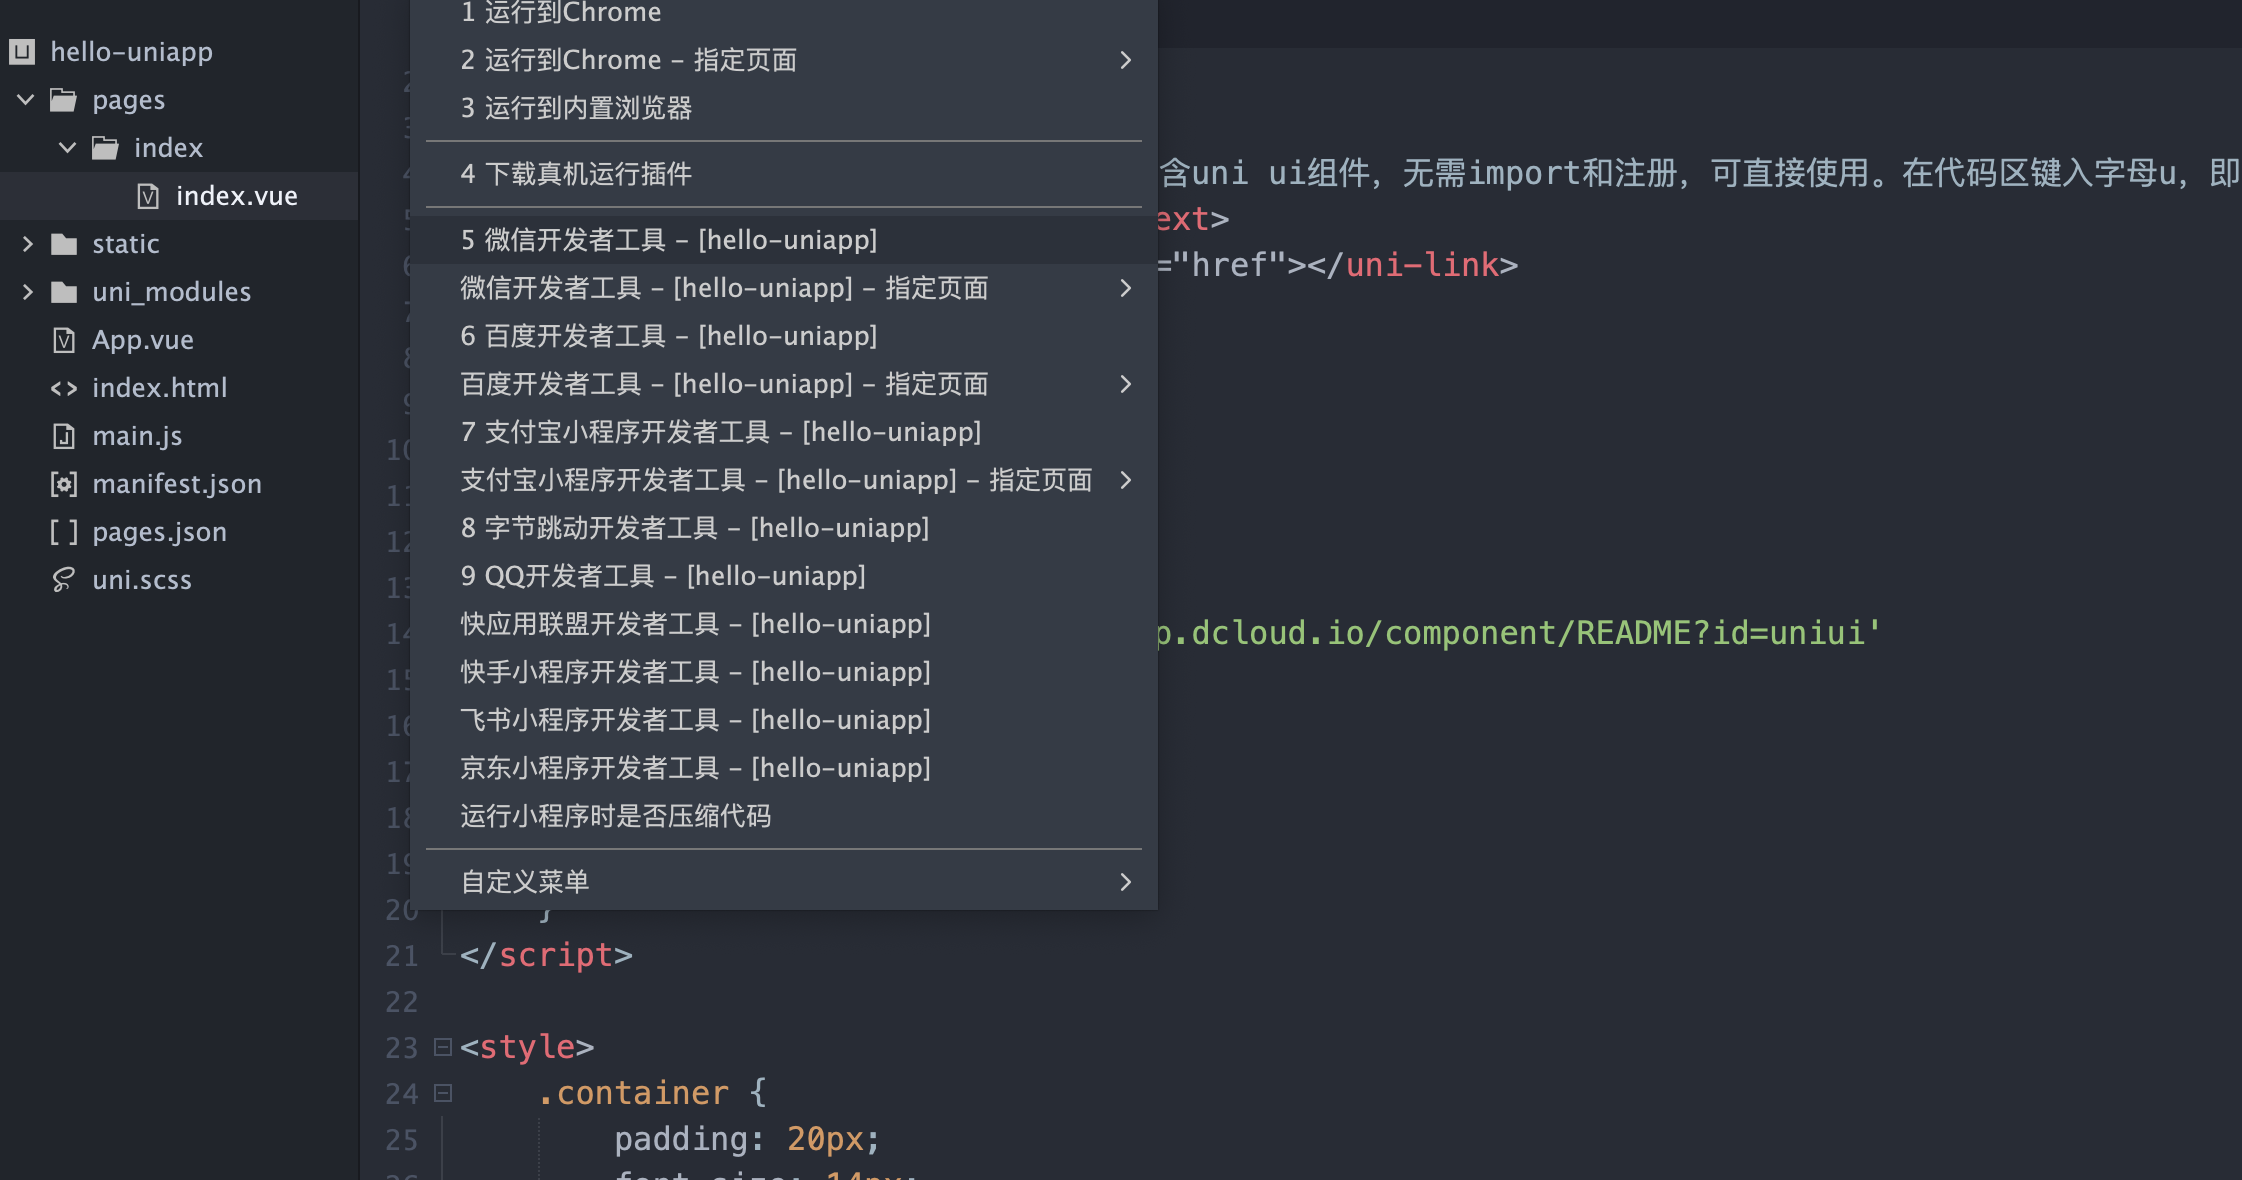 hello-uniapp
pages
index
index.vue
static
uni_modules
App.vue
index.html
main.js
manifest.json
pages.json
uni.scss
1 运行到Chrome
2 运行到Chrome - 指定页面
3 运行到内置浏览器
4 下载真机运行插件
5 微信开发者工具 - [hello-uniapp]
微信开发者工具 - [hello-uniapp] - 指定页面
6 百度开发者工具 - [hello-uniapp]
百度开发者工具 - [hello-uniapp] - 指定页面
7 支付宝小程序开发者工具 - [hello-uniapp]
支付宝小程序开发者工具 - [hello-uniapp] - 指定页面
8 字节跳动开发者工具 - [hello-uniapp]
9 QQ开发者工具 - [hello-uniapp]
快应用联盟开发者工具 - [hello-uniapp]
快手小程序开发者工具 - [hello-uniapp]
飞书小程序开发者工具 - [hello-uniapp]
京东小程序开发者工具 - [hello-uniapp]
运行小程序时是否压缩代码
自定义菜单
含uni ui组件，无需import和注册，可直接使用。在代码区键入字母u，即
ext>
="href"></uni-link>
p.dcloud.io/component/README?id=uniui'
20 }
21 </script>
22
23 <style>
24 .container {
25 padding: 20px;
26 font-size: 14px;